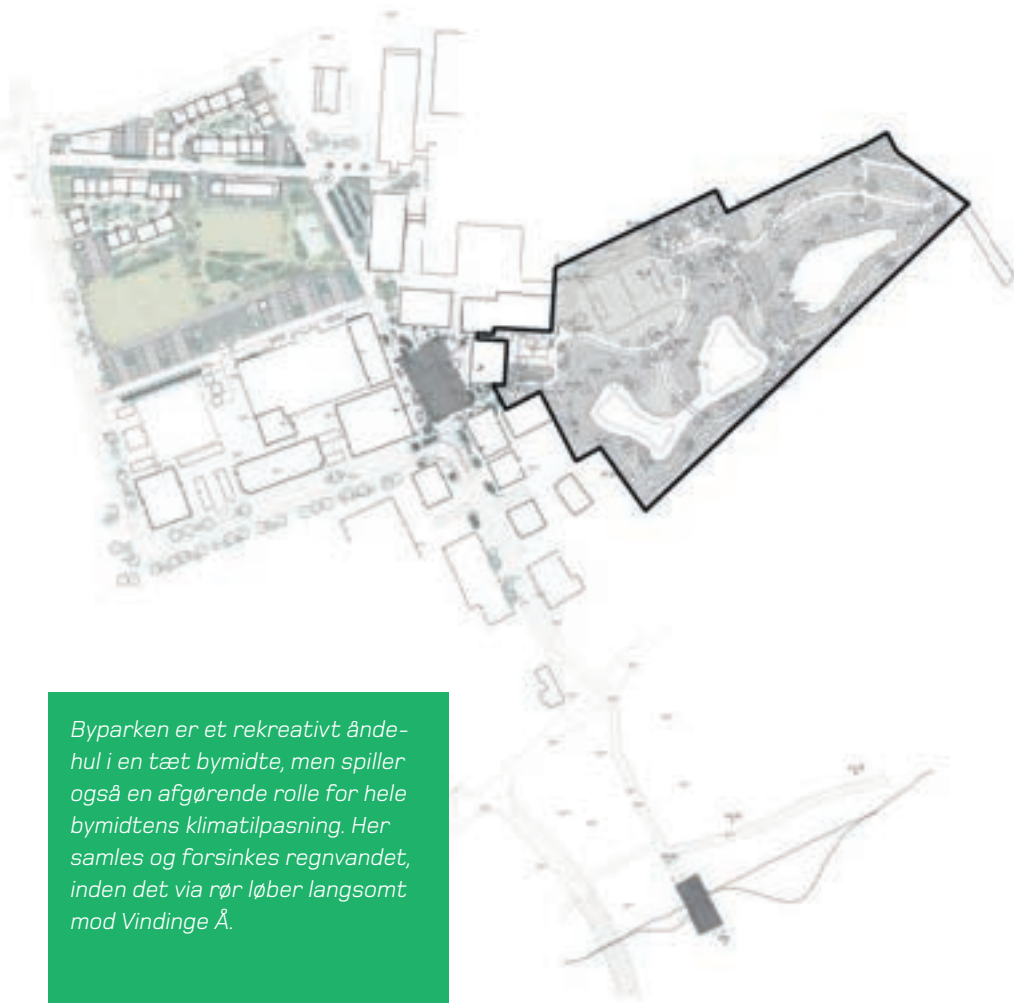 Byparken er et rekreativt ånde-
hul i en tæt bymidte, men spiller
også en afgørende rolle for hele
bymidtens klimatilpasning. Her
samles og forsinkes regnvandet,
inden det via rør løber langsomt
mod Vindinge Å.